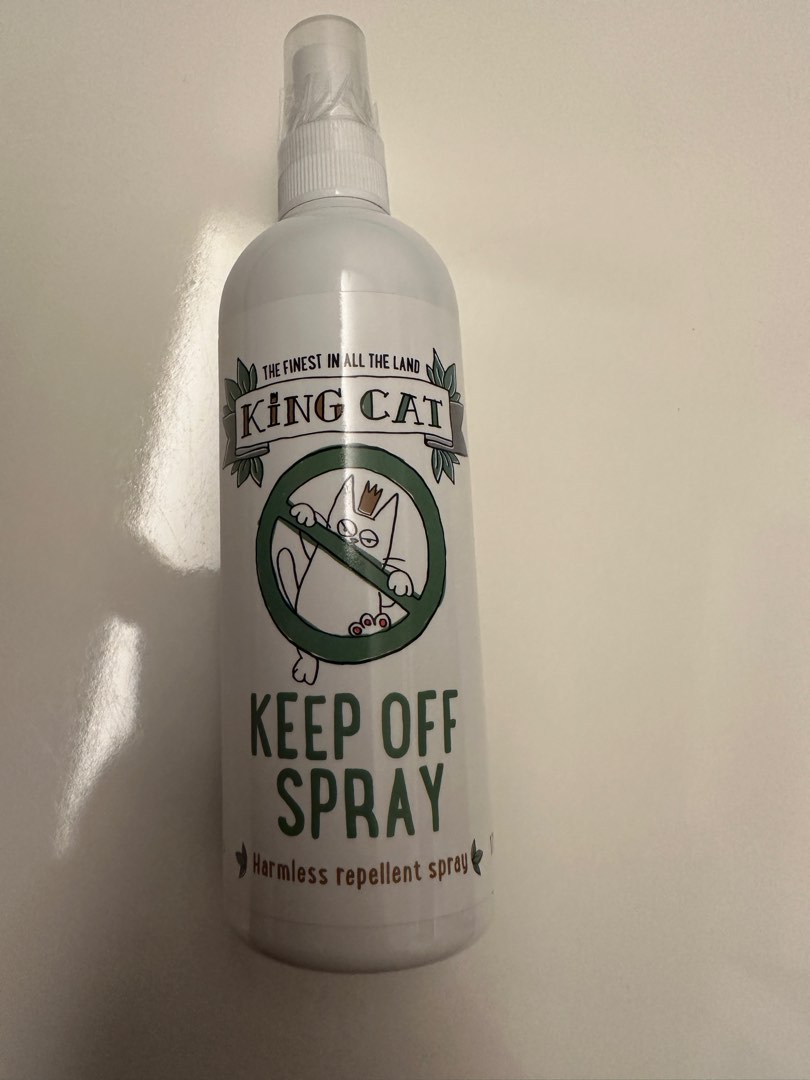 THE FINEST IN ALL THE LAND
KiNG CAT
KEEP OFF
SPRAY
Harmless repellent spray